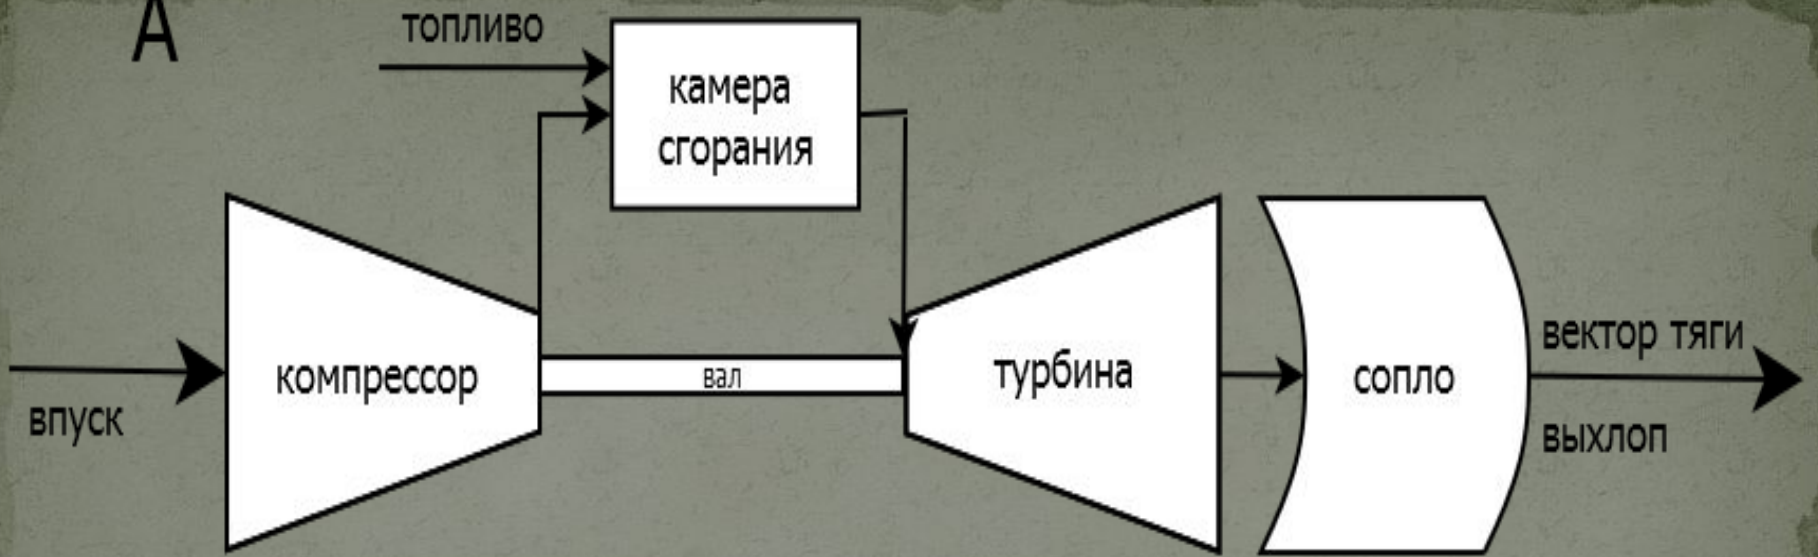 А
топливо
камера
сгорания
компрессор
вал
турбина
сопло
впуск
вектор тяги
выхлоп